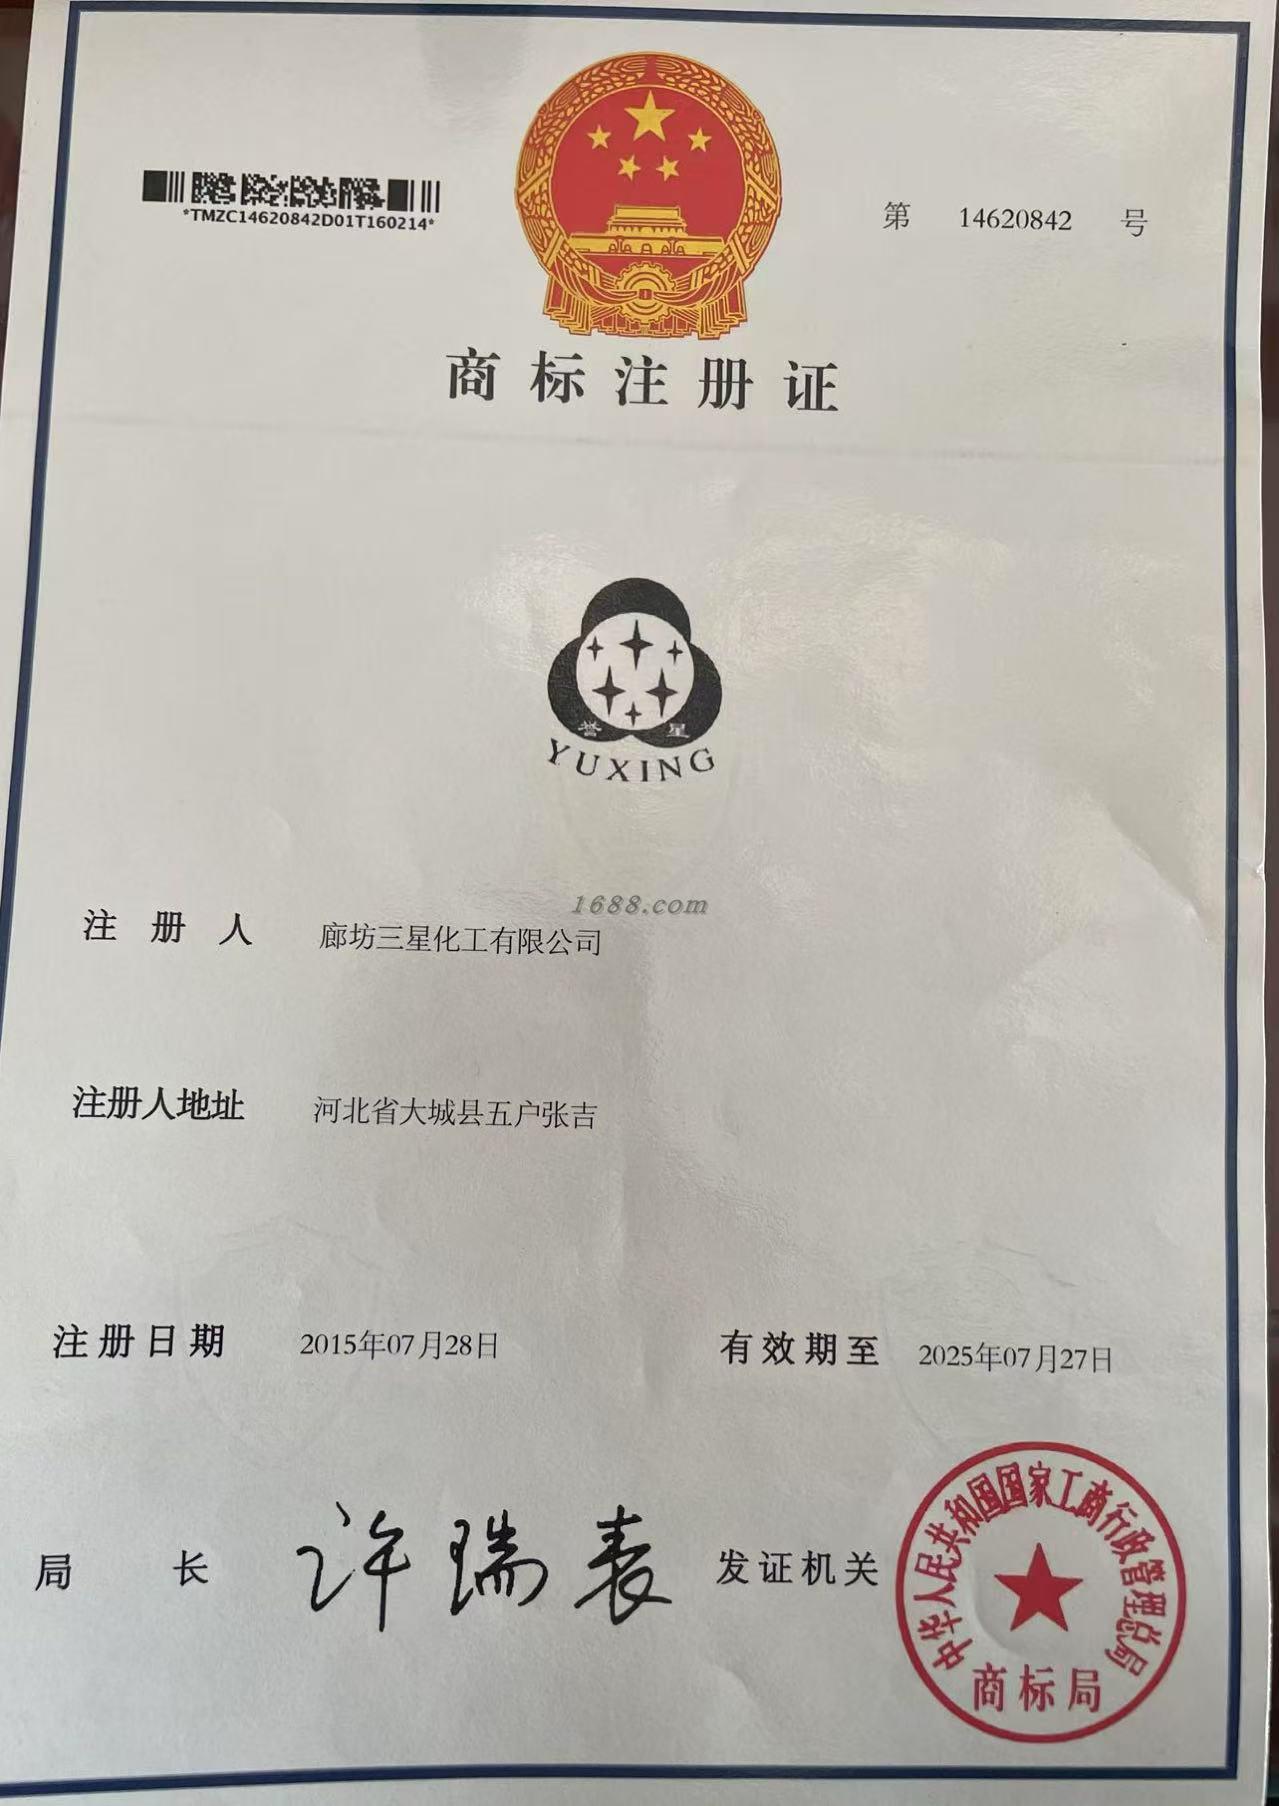 *TMZC14620842D01T160214*
第 14620842 号
商标注册证
誉 星
YUXING
1688.com
注册人 廊坊三星化工有限公司
注册人地址 河北省大城县五户张吉
注册日期 2015年07月28日 有效期至 2025年07月27日
局长 许瑞表 发证机关
中华人民共和国国家工商行政管理总局
商标局